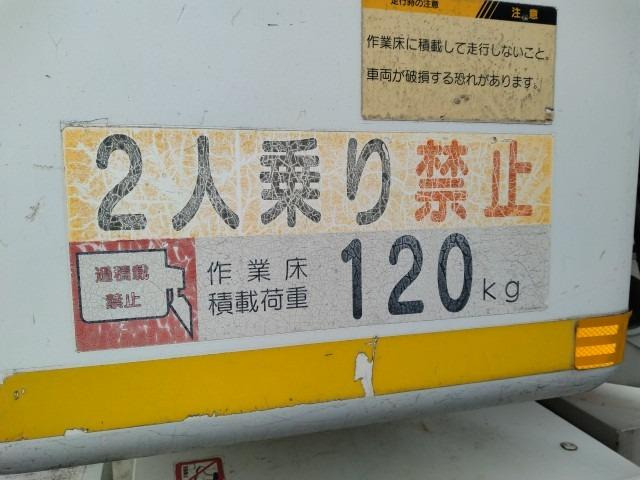 走行時の注意
注意
作業床に積載して走行しないこと。
車両が破損する恐れがあります。
2人乗り禁止
過積載
禁止
作業床
積載荷重
120kg